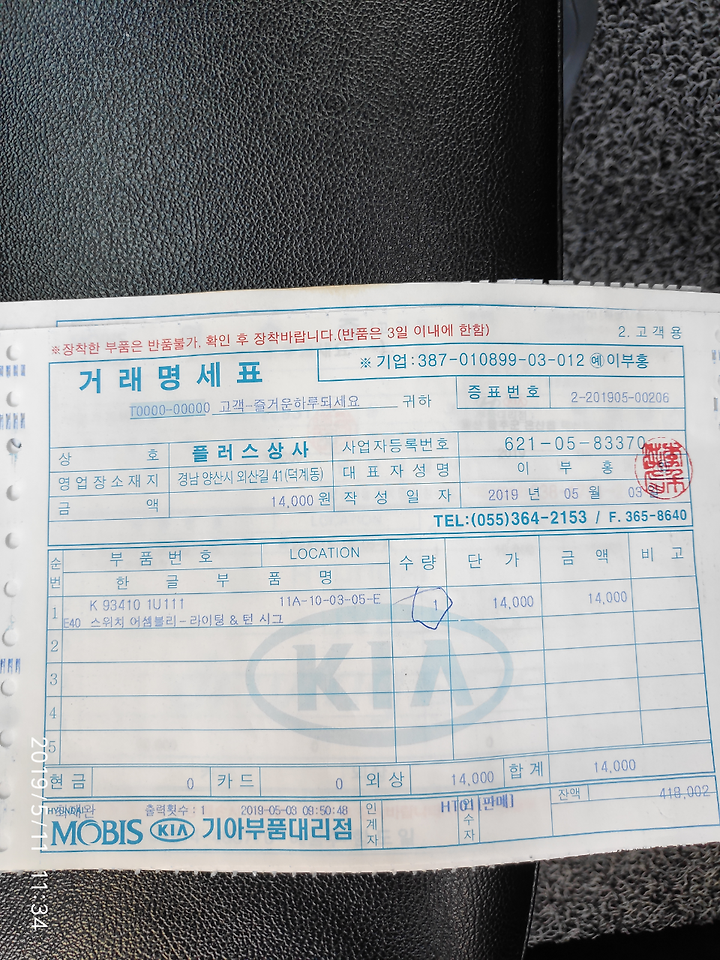 ※장착한 부품은 반품불가, 확인 후 장착바랍니다.(반품은 3일 이내에 한함)
2. 고객용
거래명세표
※ 기업:387-010899-03-012 예 이부홍
T0000-00000 고객-즐거운하루되세요 귀하
증표번호 2-201905-00206
상호 플러스상사 사업자등록번호 621-05-83370
영업장소재지 경남 양산시 외산길 41(덕계동) 대표자성명 이부홍
금액 14,000 원 작성일자 2019 년 05 월 03
TEL:(055)364-2153 / F. 365-8640
순번 부품번호 LOCATION 수량 단가 금액 비고
한글부품명
1 K 93410 1U111 11A-10-03-05-E 1 14,000 14,000
E40 스위치 어셈블리-라이팅 & 턴 시그
2
3
4
5
KIA
현금 0 카드 0 외상 14,000 합계 14,000
출력횟수 : 1 2019-05-03 09:50:48 인계자 [판매] 잔액 418,002
MOBIS KIA 기아부품대리점
2019/5/11 11:34